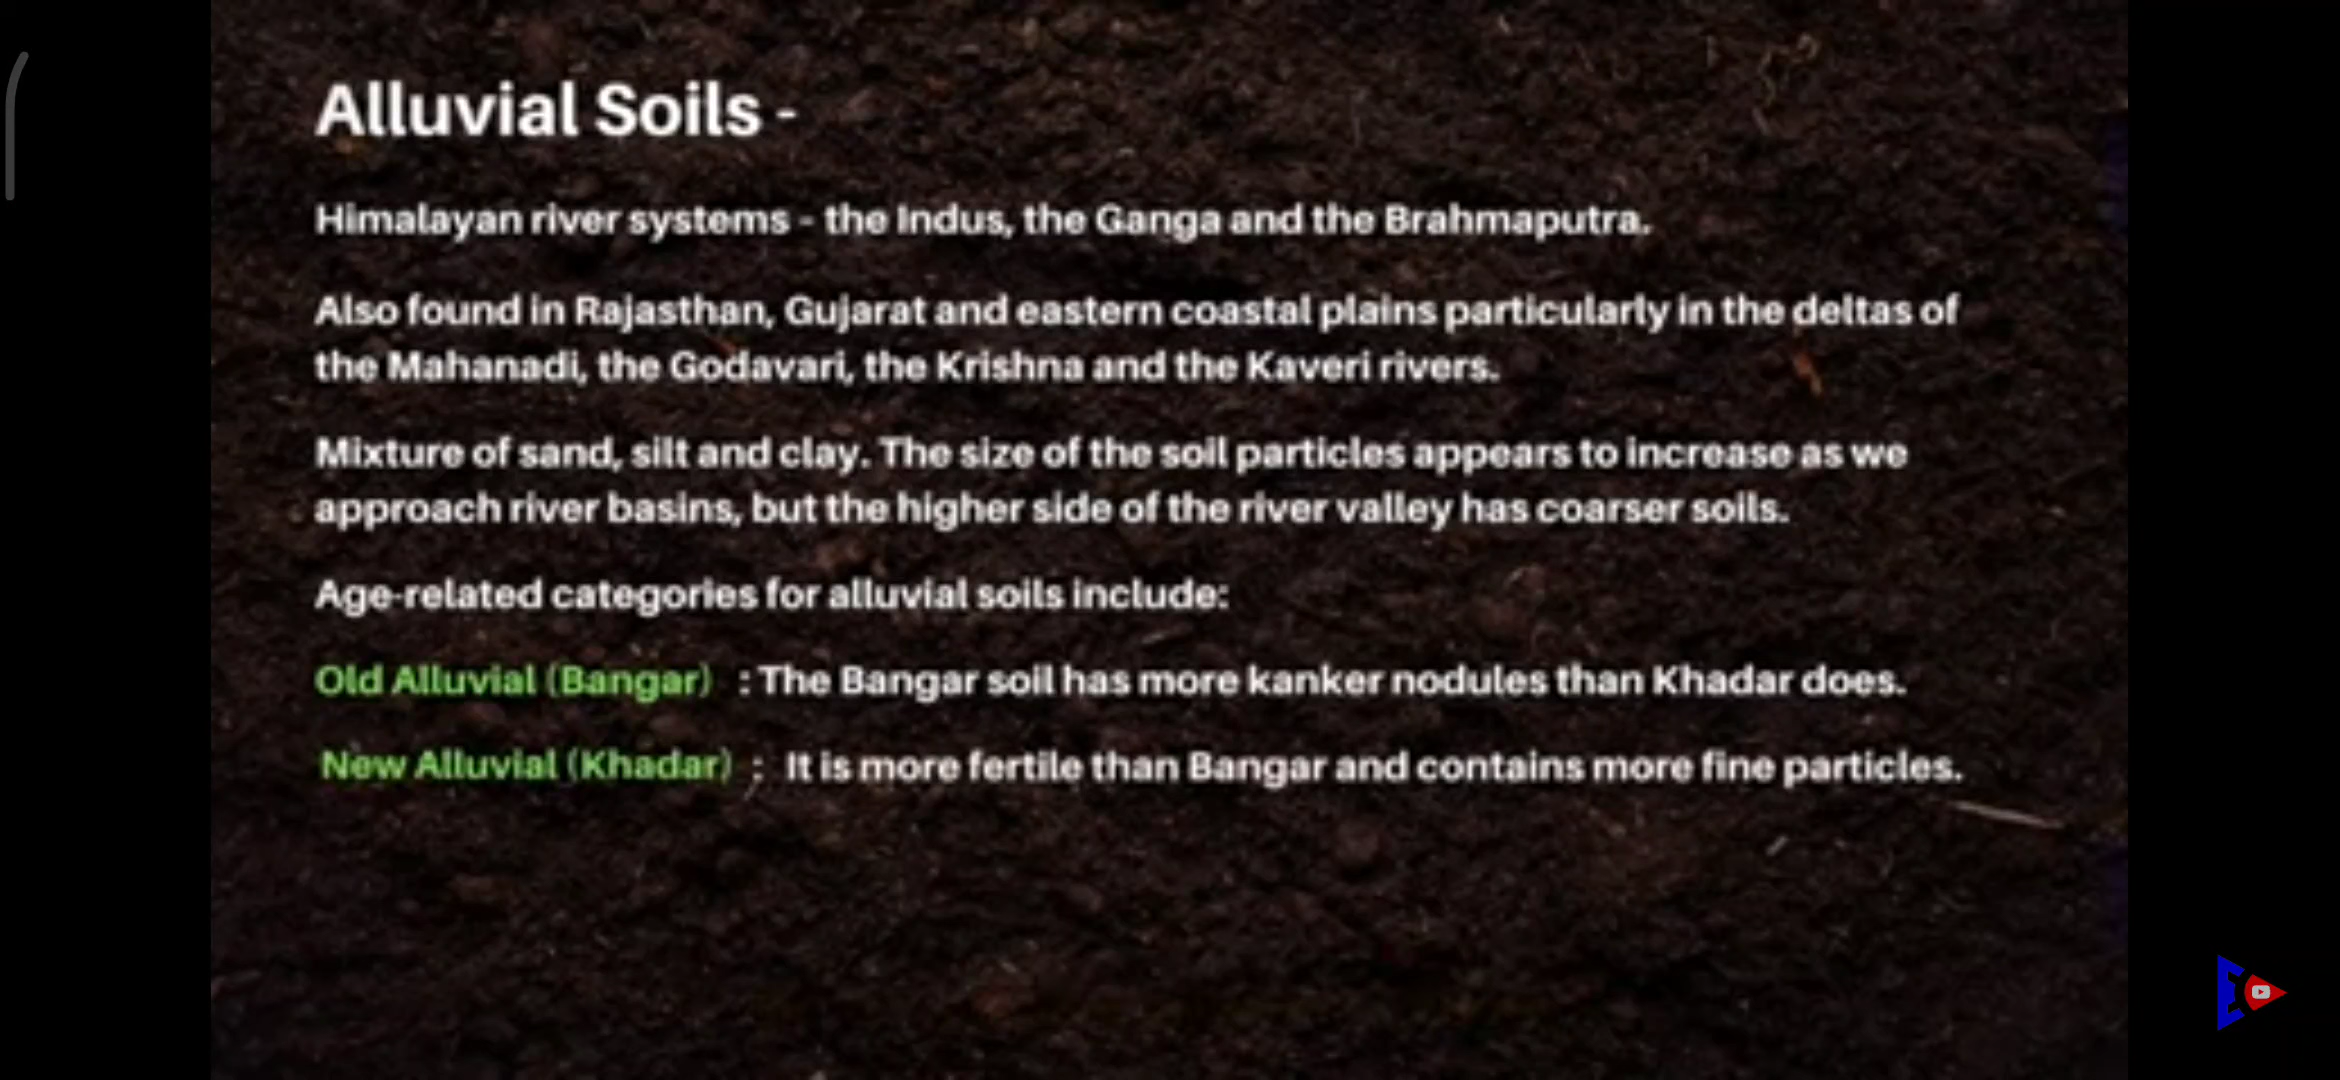 Alluvial Soils -
Himalayan river systems - the Indus, the Ganga and the Brahmaputra.
Also found in Rajasthan, Gujarat and eastern coastal plains particularly in the deltas of
the Mahanadi, the Godavari, the Krishna and the Kaveri rivers.
Mixture of sand, silt and clay. The size of the soil particles appears to increase as we
approach river basins, but the higher side of the river valley has coarser soils.
Age-related categories for alluvial soils include:
Old Alluvial (Bangar) : The Bangar soil has more kanker nodules than Khadar does.
New Alluvial (Khadar) : It is more fertile than Bangar and contains more fine particles.